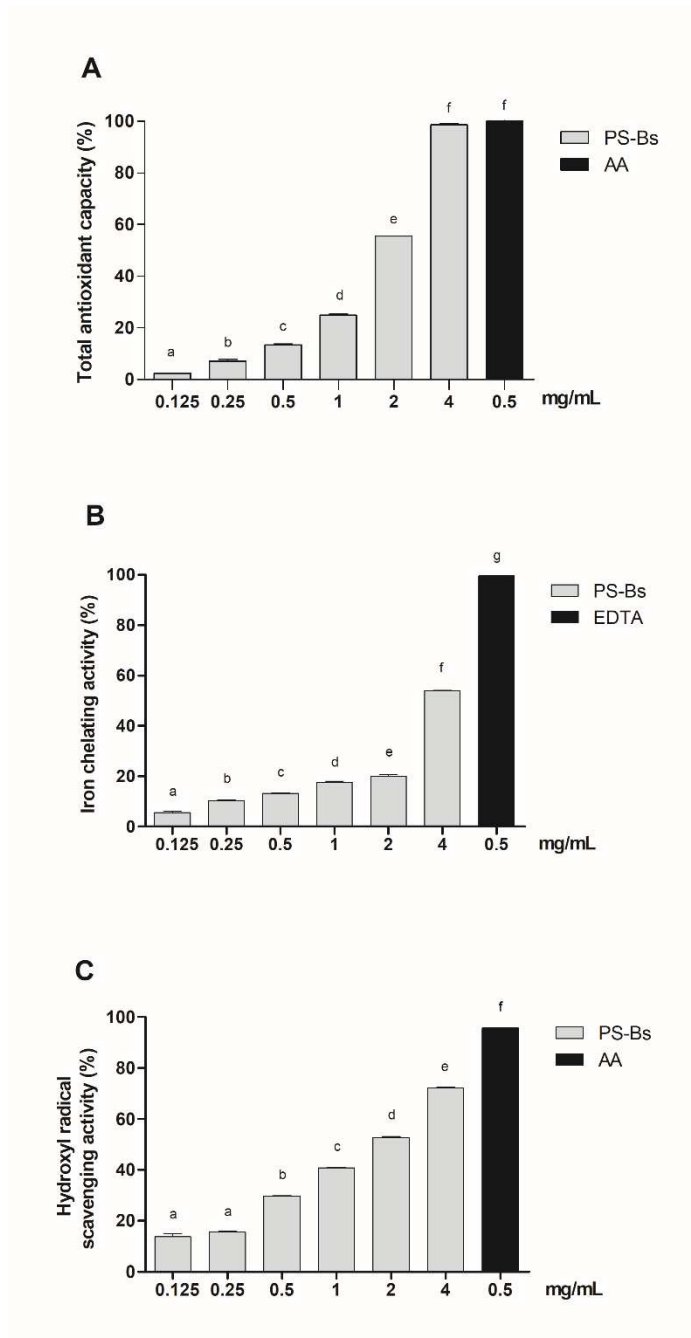 A
Total antioxidant capacity (%)
100
80
60
40
20
0
a
b
c
d
e
f
f
0.125 0.25 0.5 1 2 4 0.5 mg/mL
PS-Bs
AA
B
Iron chelating activity (%)
100
80
60
40
20
0
a
b
c
d
e
f
g
0.125 0.25 0.5 1 2 4 0.5 mg/mL
PS-Bs
EDTA
C
Hydroxyl radical
scavenging activity (%)
100
80
60
40
20
0
a
a
b
c
d
e
f
0.125 0.25 0.5 1 2 4 0.5 mg/mL
PS-Bs
AA